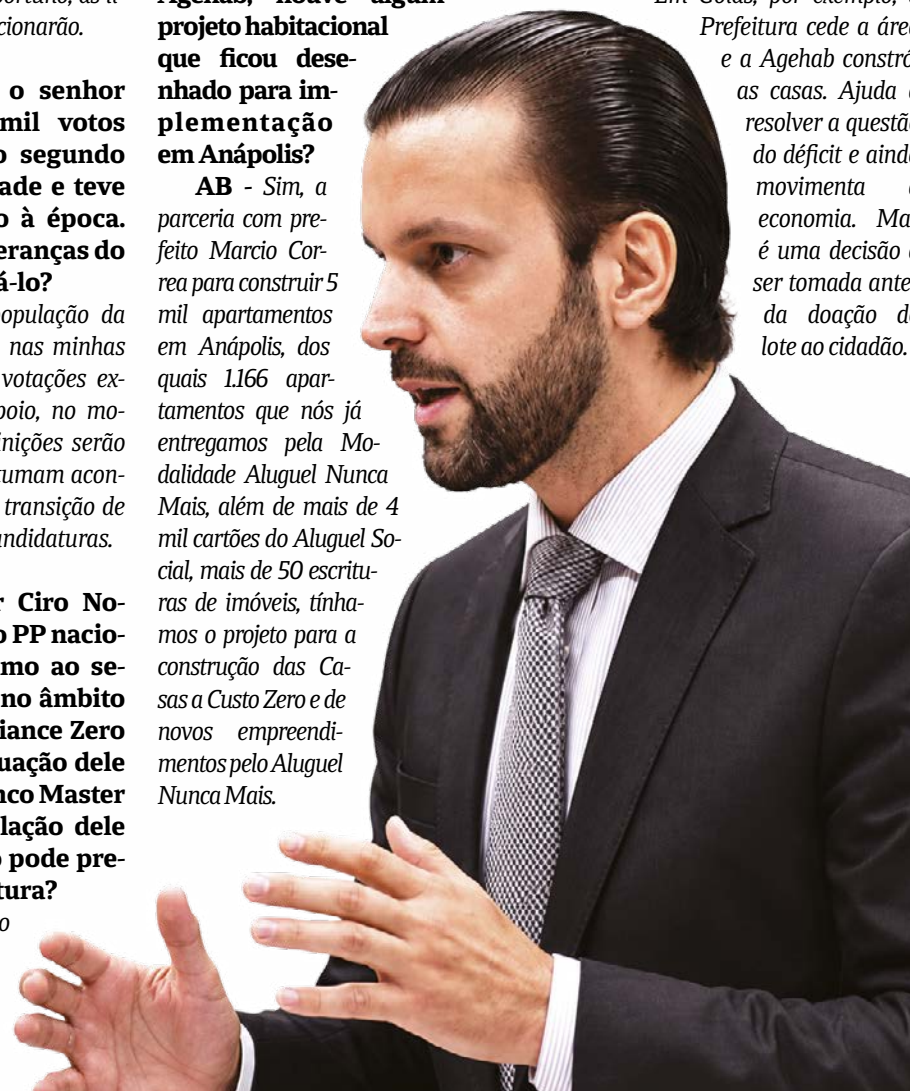 cionarão.
o senhor
mil votos
segundo
ade e teve
o à época.
eranças do
á-lo?
população da
nas minhas
votações ex-
poio, no mo-
inições serão
tumam acon-
transição de
andidaturas.
r Ciro No-
o PP nacio-
mo ao se-
no âmbito
iance Zero
uação dele
nco Master
lação dele
o pode pre-
tura?
o
projeto habitacional
que ficou dese-
nhado para im-
plementação
em Anápolis?
AB - Sim, a
parceria com pre-
feito Marcio Cor-
rea para construir 5
mil apartamentos
em Anápolis, dos
quais 1.166 apar-
tamentos que nós já
entregamos pela Mo-
dalidade Aluguel Nunca
Mais, além de mais de 4
mil cartões do Aluguel So-
cial, mais de 50 escritu-
ras de imóveis, tínha-
mos o projeto para a
construção das Ca-
sas a Custo Zero e de
novos empreendi-
mentos pelo Aluguel
Nunca Mais.
Em Goiás, por exemplo,
Prefeitura cede a áre
e a Agehab constró
as casas. Ajuda
resolver a questã
do déficit e aind
movimenta
economia. Ma
é uma decisão
ser tomada ante
da doação d
lote ao cidadão.